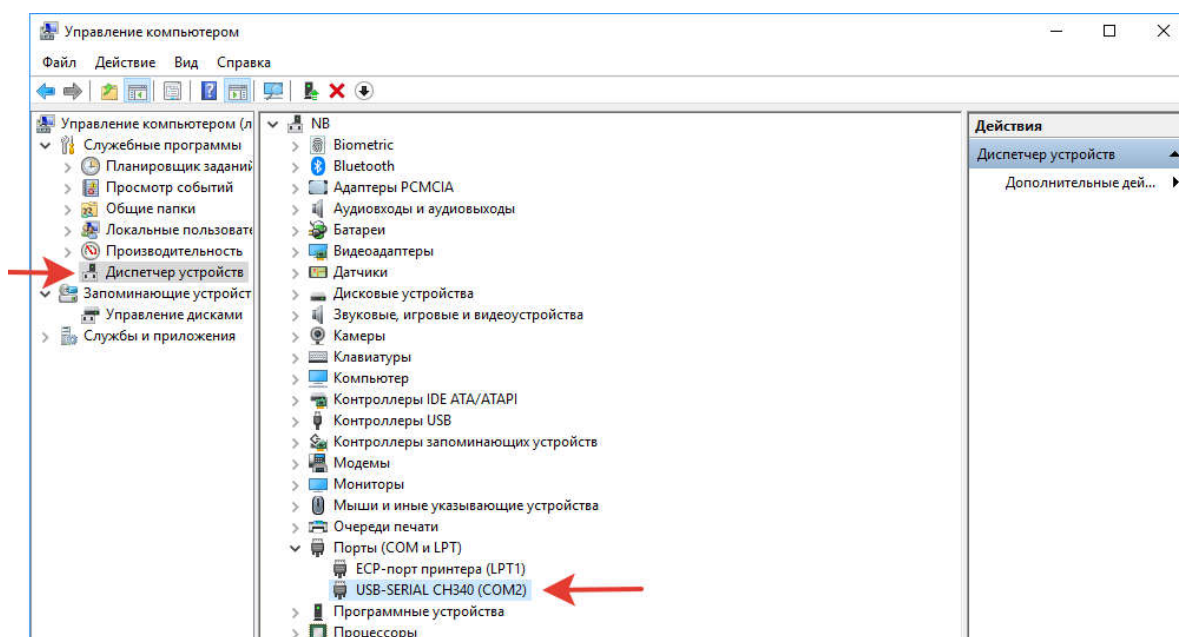 Управление компьютером
Файл Действие Вид Справка
Управление компьютером (л
Служебные программы
Планировщик заданий
Просмотр событий
Общие папки
Локальные пользовате
Производительность
Диспетчер устройств
Запоминающие устройст
Управление дисками
Службы и приложения
NB
Biometric
Bluetooth
Адаптеры PCMCIA
Аудиовходы и аудиовыходы
Батареи
Видеоадаптеры
Датчики
Дисковые устройства
Звуковые, игровые и видеоустройства
Камеры
Клавиатуры
Компьютер
Контроллеры IDE ATA/ATAPI
Контроллеры USB
Контроллеры запоминающих устройств
Модемы
Мониторы
Мыши и иные указывающие устройства
Очереди печати
Порты (COM и LPT)
ECP-порт принтера (LPT1)
USB-SERIAL CH340 (COM2)
Программные устройства
Процессоры
Действия
Диспетчер устройств
Дополнительные дей...